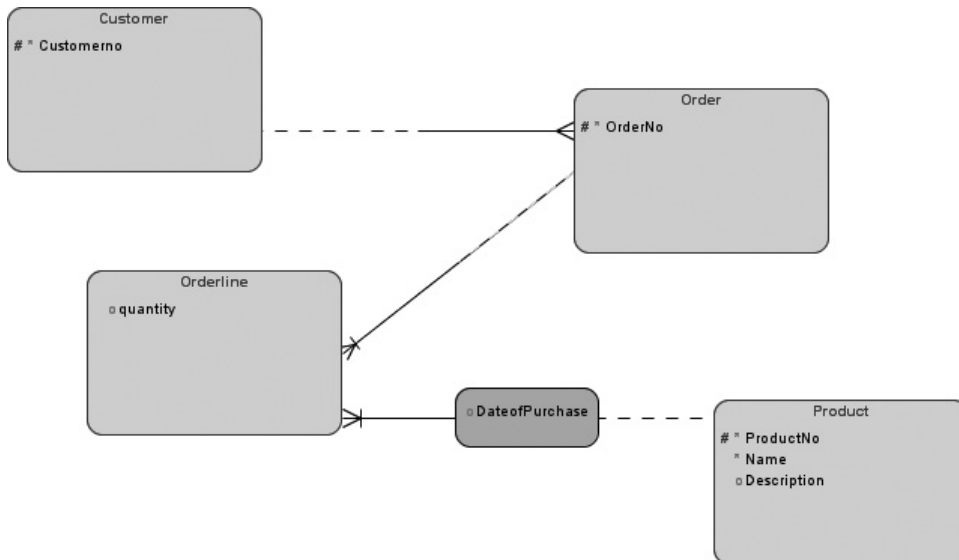 Customer
# * Customerno
Order
# * OrderNo
Orderline
o quantity
o DateofPurchase
Product
# * ProductNo
* Name
o Description